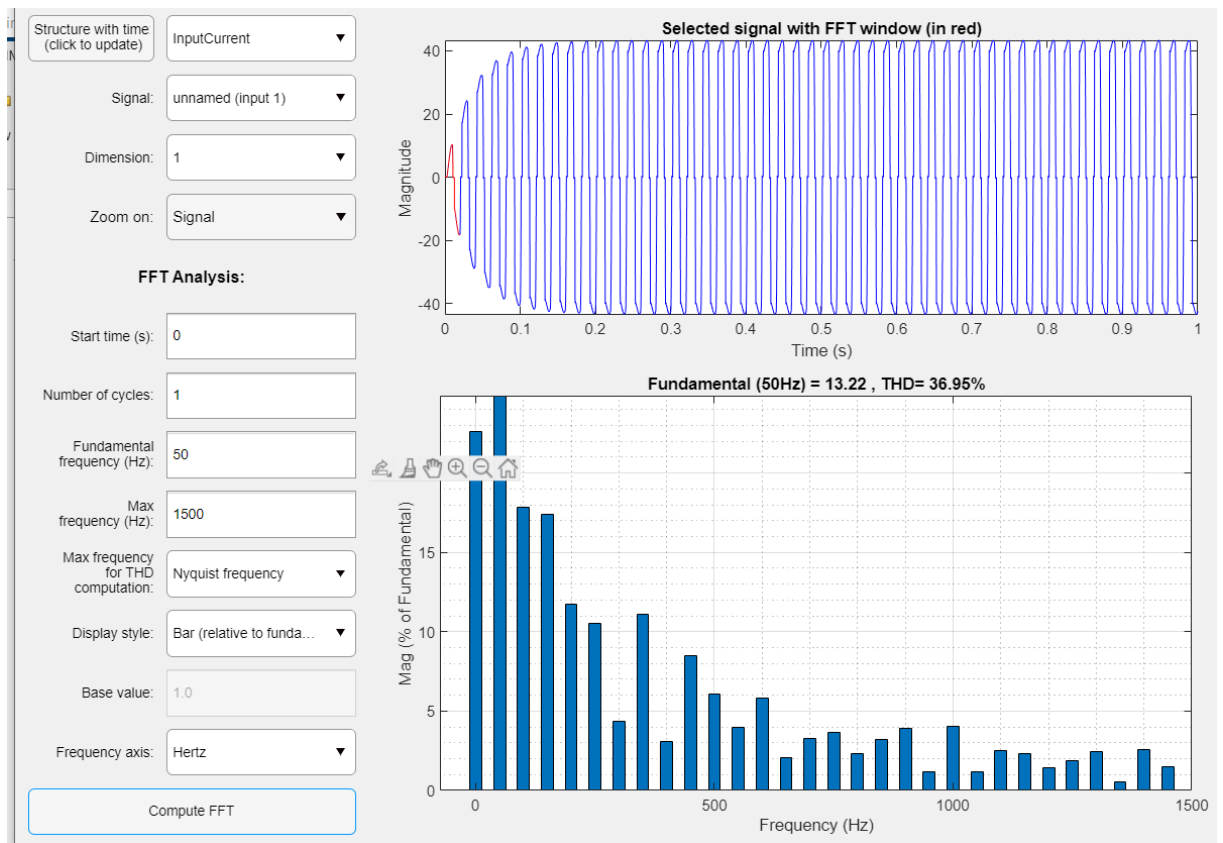 Structure with time
(click to update)
InputCurrent
Signal:
unnamed (input 1)
Dimension:
1
Zoom on:
Signal
FFT Analysis:
Start time (s):
0
Number of cycles:
1
Fundamental
frequency (Hz):
50
Max
frequency (Hz):
1500
Max frequency
for THD
computation:
Nyquist frequency
Display style:
Bar (relative to funda...
Base value:
1.0
Frequency axis:
Hertz
Compute FFT
Selected signal with FFT window (in red)
40
20
0
-20
-40
Magnitude
0 0.1 0.2 0.3 0.4 0.5 0.6 0.7 0.8 0.9 1
Time (s)
Fundamental (50Hz) = 13.22 , THD= 36.95%
15
10
5
0
Mag (% of Fundamental)
0 500 1000 1500
Frequency (Hz)